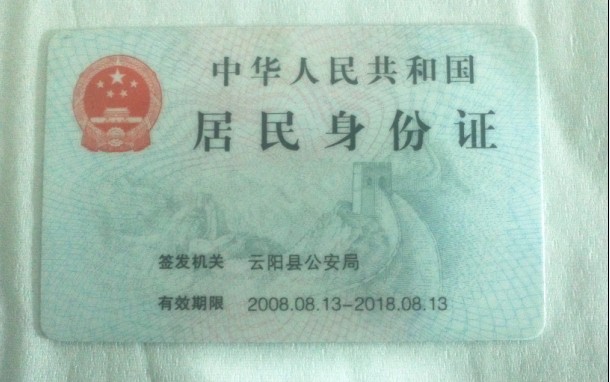 中华人民共和国
居民身份证
签发机关 云阳县公安局
有效期限 2008.08.13-2018.08.13